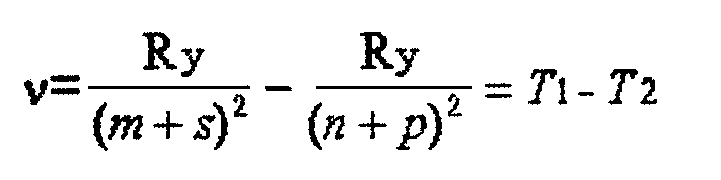 ν = Ry/(m + s)² − Ry/(n + p)² = T1 - T2